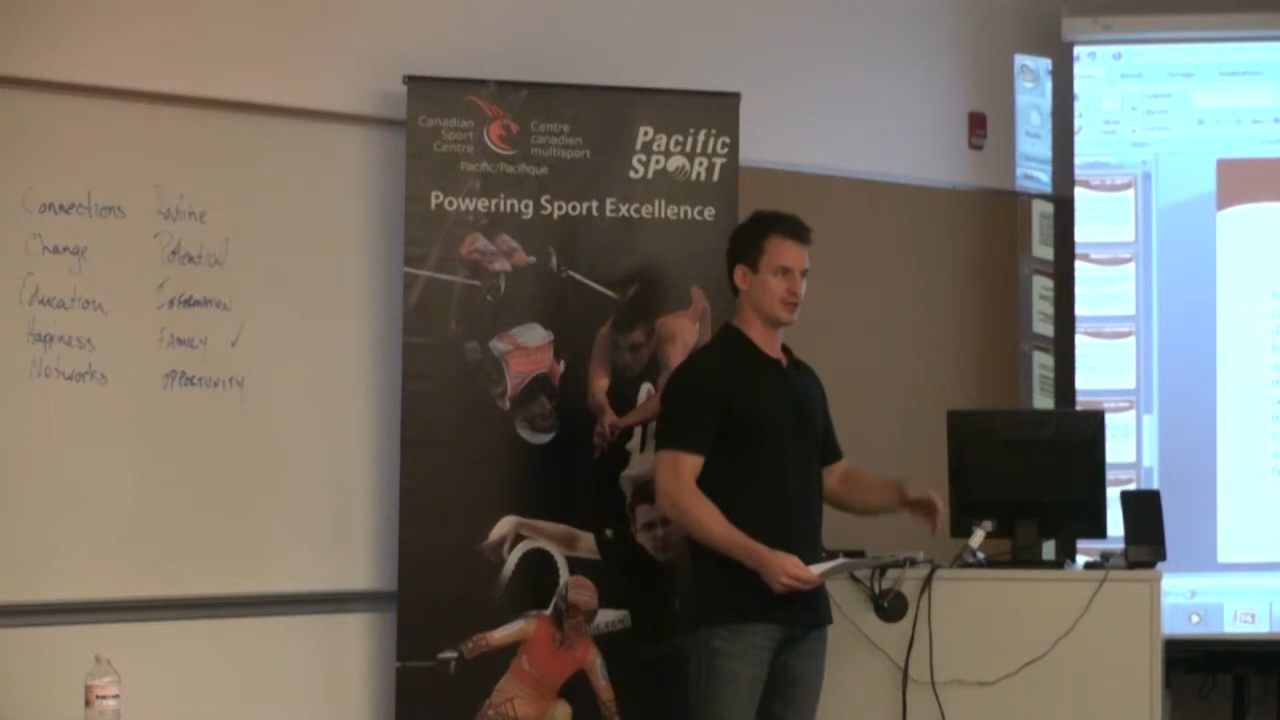 Connections Routine
Change Potential
Education Information
Happiness Family ✓
Networks Opportunity
Canadian Sport Centre
Centre canadien multisport
Pacific/Pacifique
Pacific SPORT
Powering Sport Excellence